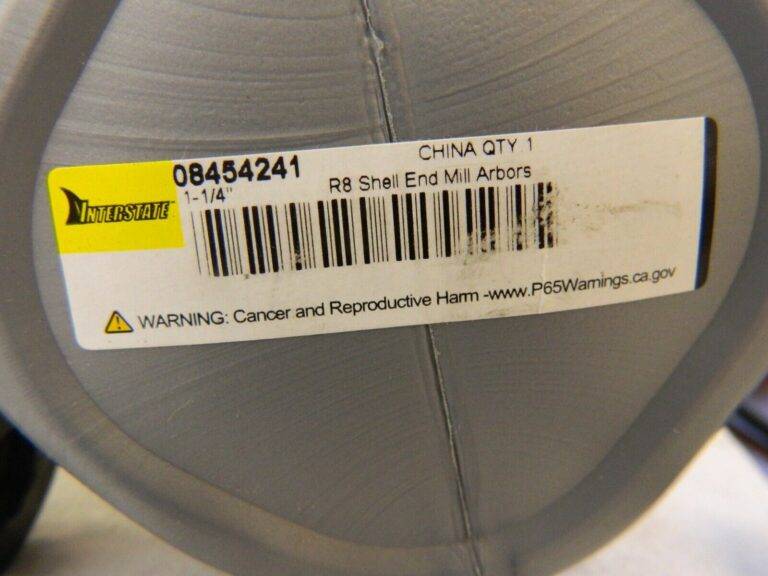 INTERSTATE
08454241
CHINA QTY 1
1-1/4"
R8 Shell End Mill Arbors
WARNING: Cancer and Reproductive Harm -www.P65Warnings.ca.gov